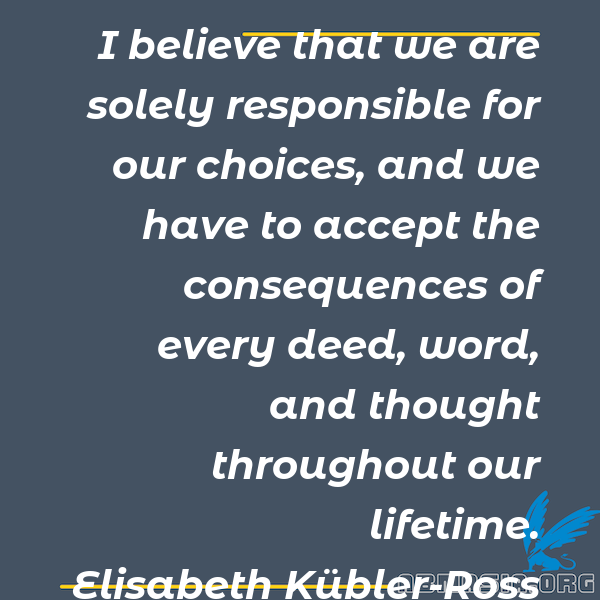 I believe that we are
solely responsible for
our choices, and we
have to accept the
consequences of
every deed, word,
and thought
throughout our
lifetime.
Elisabeth Kübler-Ross